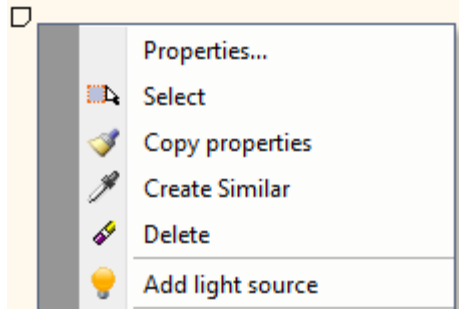 Properties...
Select
Copy properties
Create Similar
Delete
Add light source